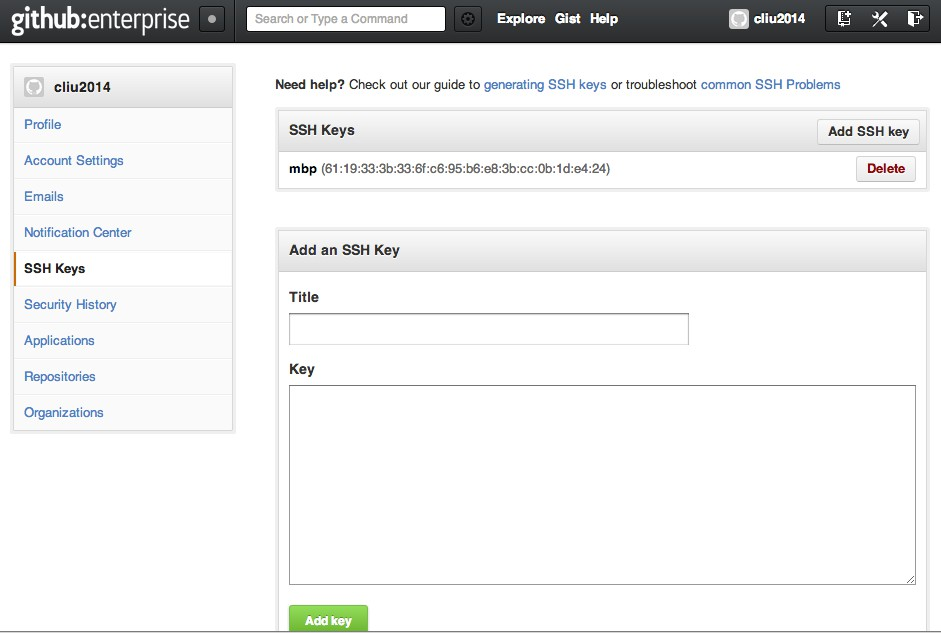 github:enterprise Search or Type a Command Explore Gist Help cliu2014
cliu2014
Profile
Account Settings
Emails
Notification Center
SSH Keys
Security History
Applications
Repositories
Organizations
Need help? Check out our guide to generating SSH keys or troubleshoot common SSH Problems
SSH Keys Add SSH key
mbp (61:19:33:3b:33:6f:c6:95:b6:e8:3b:cc:0b:1d:e4:24) Delete
Add an SSH Key
Title
Key
Add key